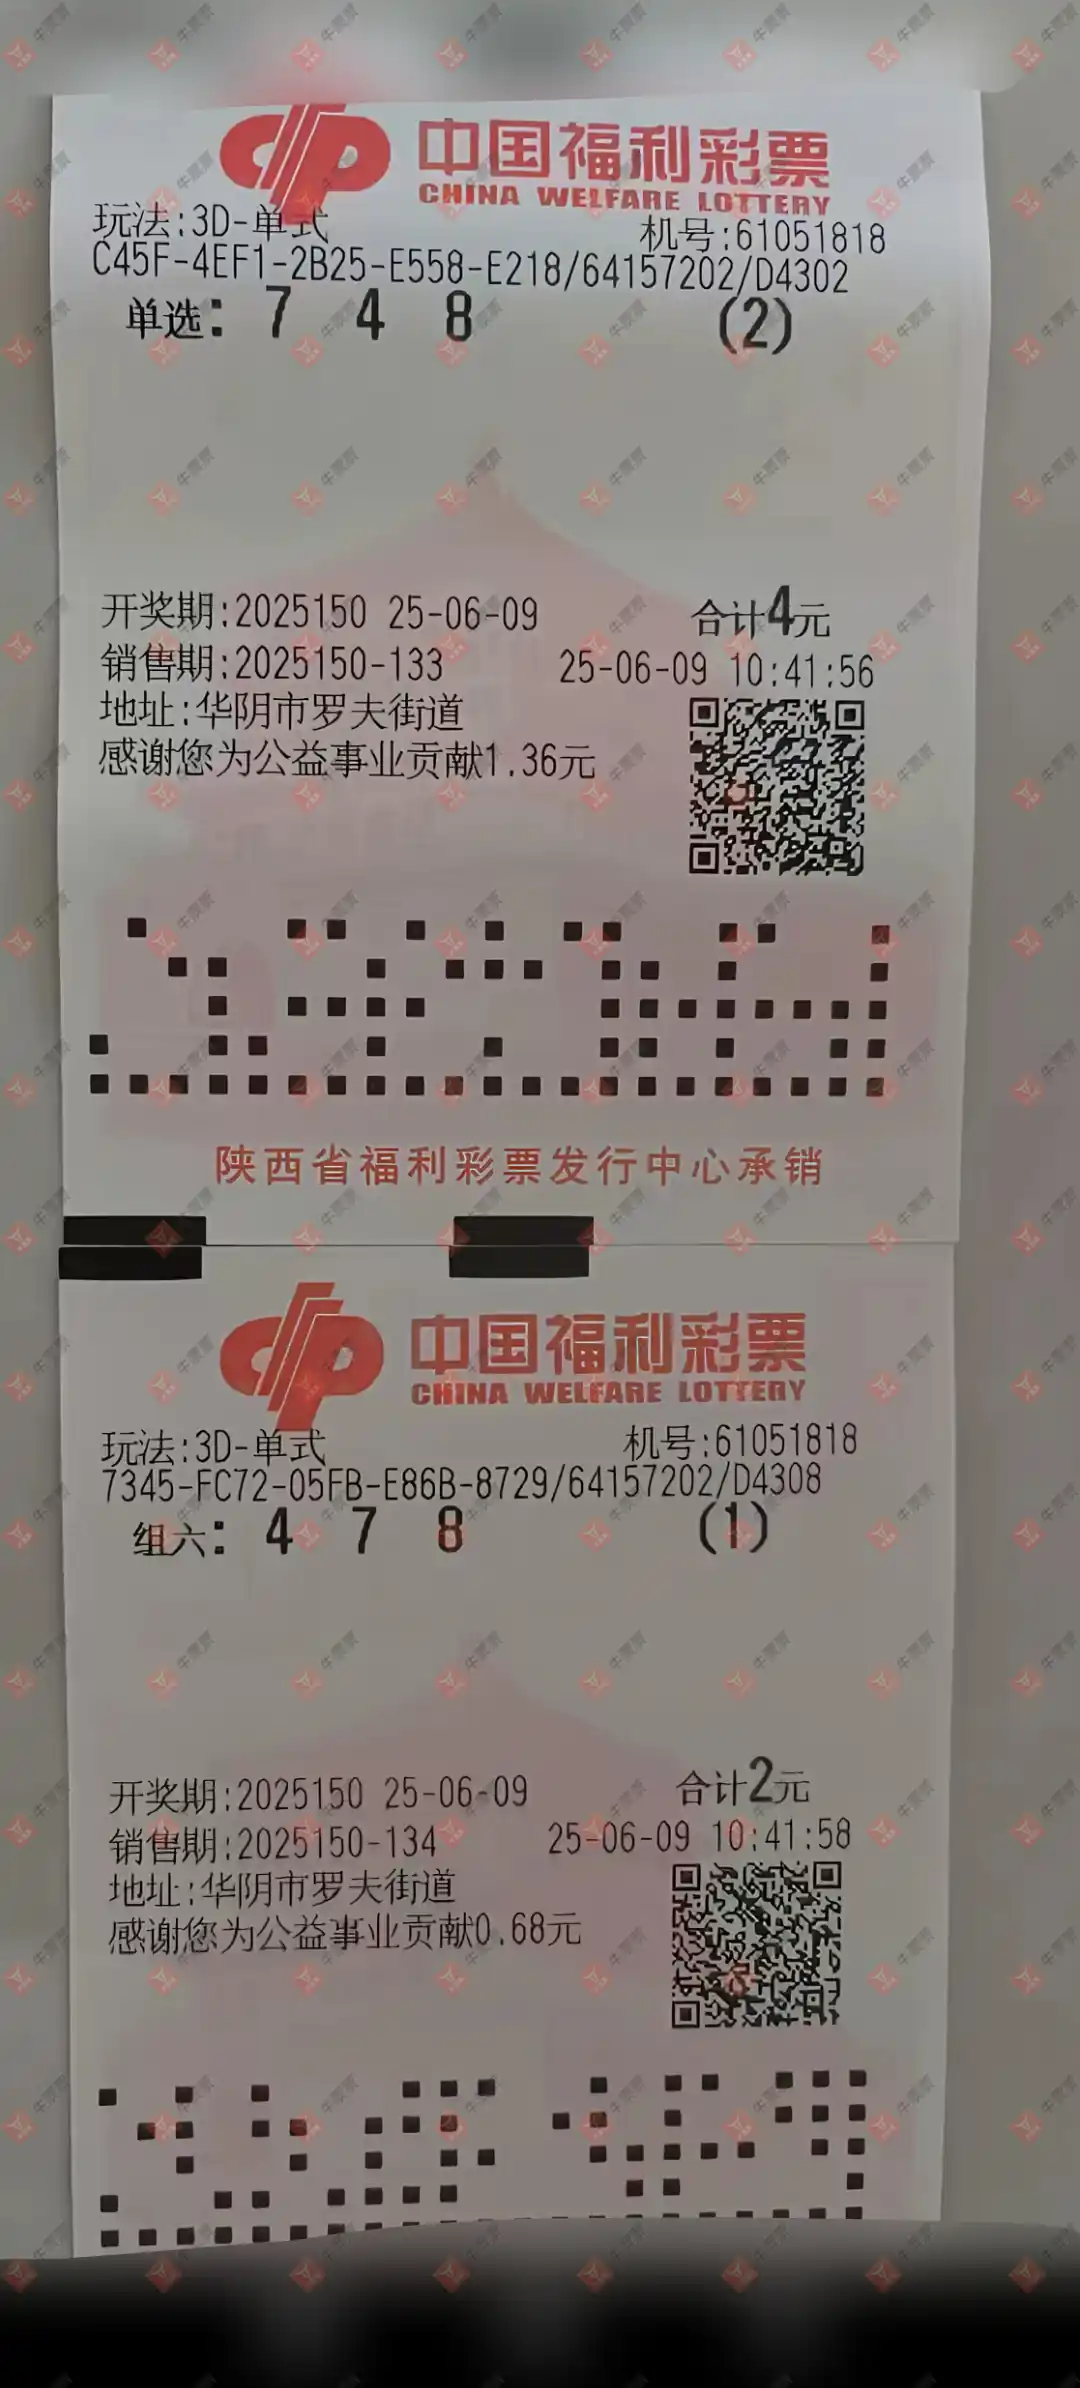 中国福利彩票
CHINA WELFARE LOTTERY
玩法:3D-单式 机号:61051818
C45F-4EF1-2B25-E558-E218/64157202/D4302
单选: 7 4 8 (2)
开奖期:2025150 25-06-09 合计4元
销售期:2025150-133 25-06-09 10:41:56
地址:华阴市罗夫街道
感谢您为公益事业贡献1.36元
陕西省福利彩票发行中心承销
中国福利彩票
CHINA WELFARE LOTTERY
玩法:3D-单式 机号:61051818
7345-FC72-05FB-E86B-8729/64157202/D4308
组六: 4 7 8 (1)
开奖期:2025150 25-06-09 合计2元
销售期:2025150-134 25-06-09 10:41:58
地址:华阴市罗夫街道
感谢您为公益事业贡献0.68元
牛票票